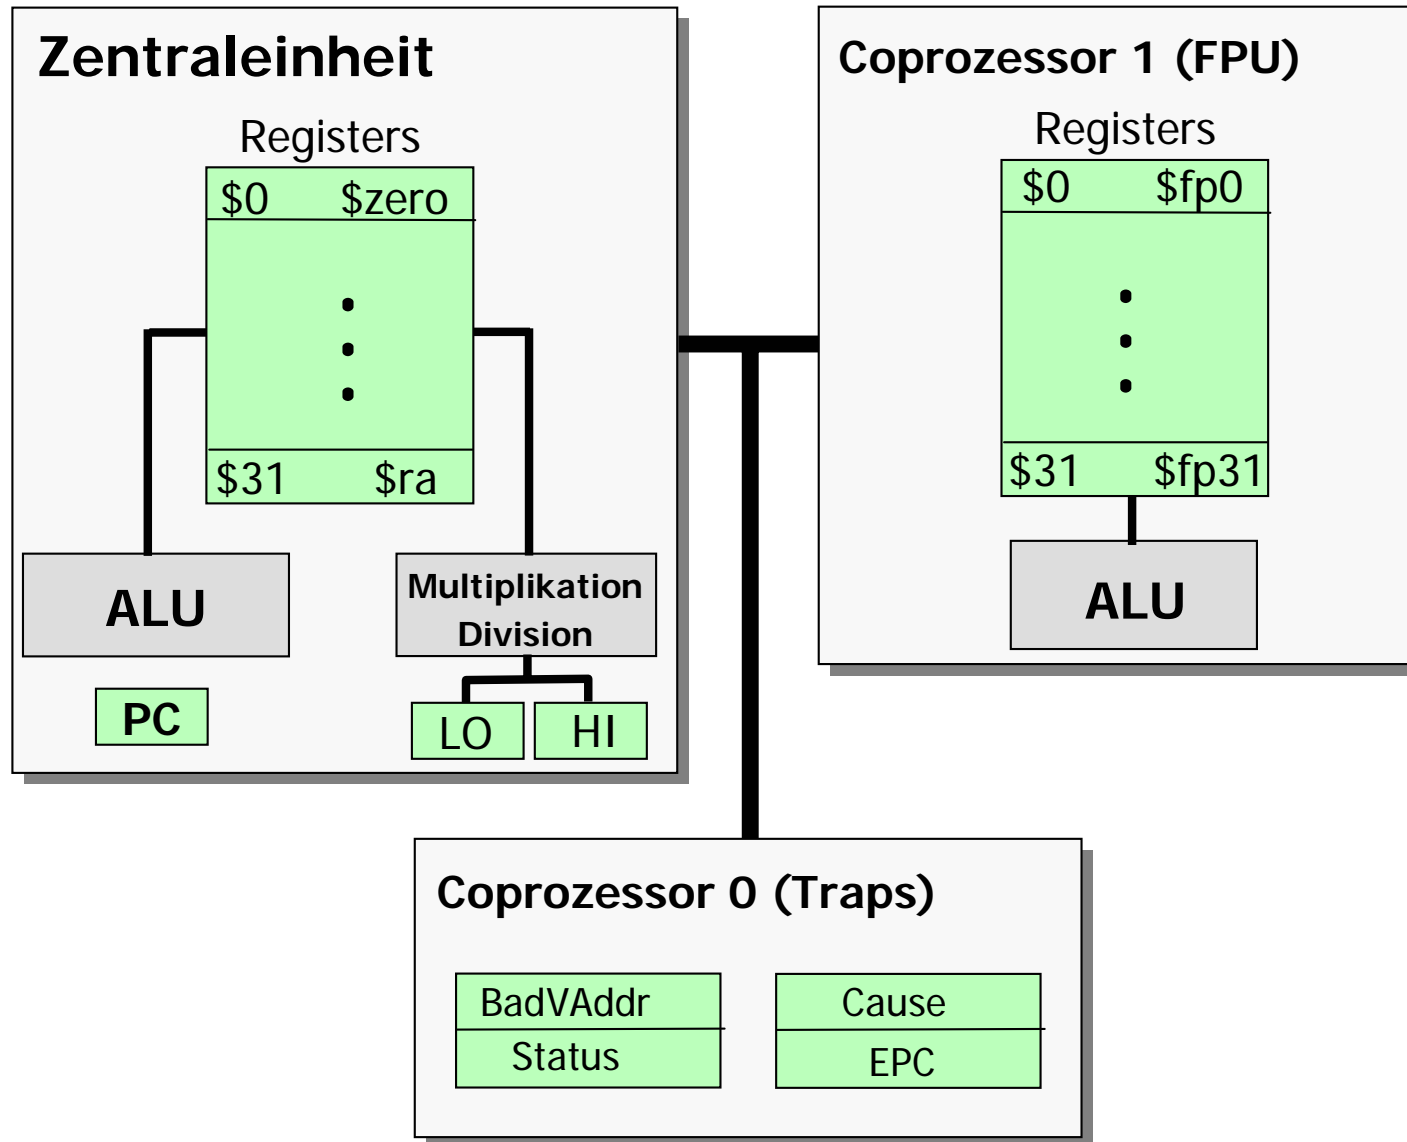 Zentraleinheit
Registers
$0 $zero
$31 $ra
ALU
Multiplikation
Division
PC
LO
HI
Coprozessor 1 (FPU)
Registers
$0 $fp0
$31 $fp31
ALU
Coprozessor 0 (Traps)
BadVAddr
Status
Cause
EPC